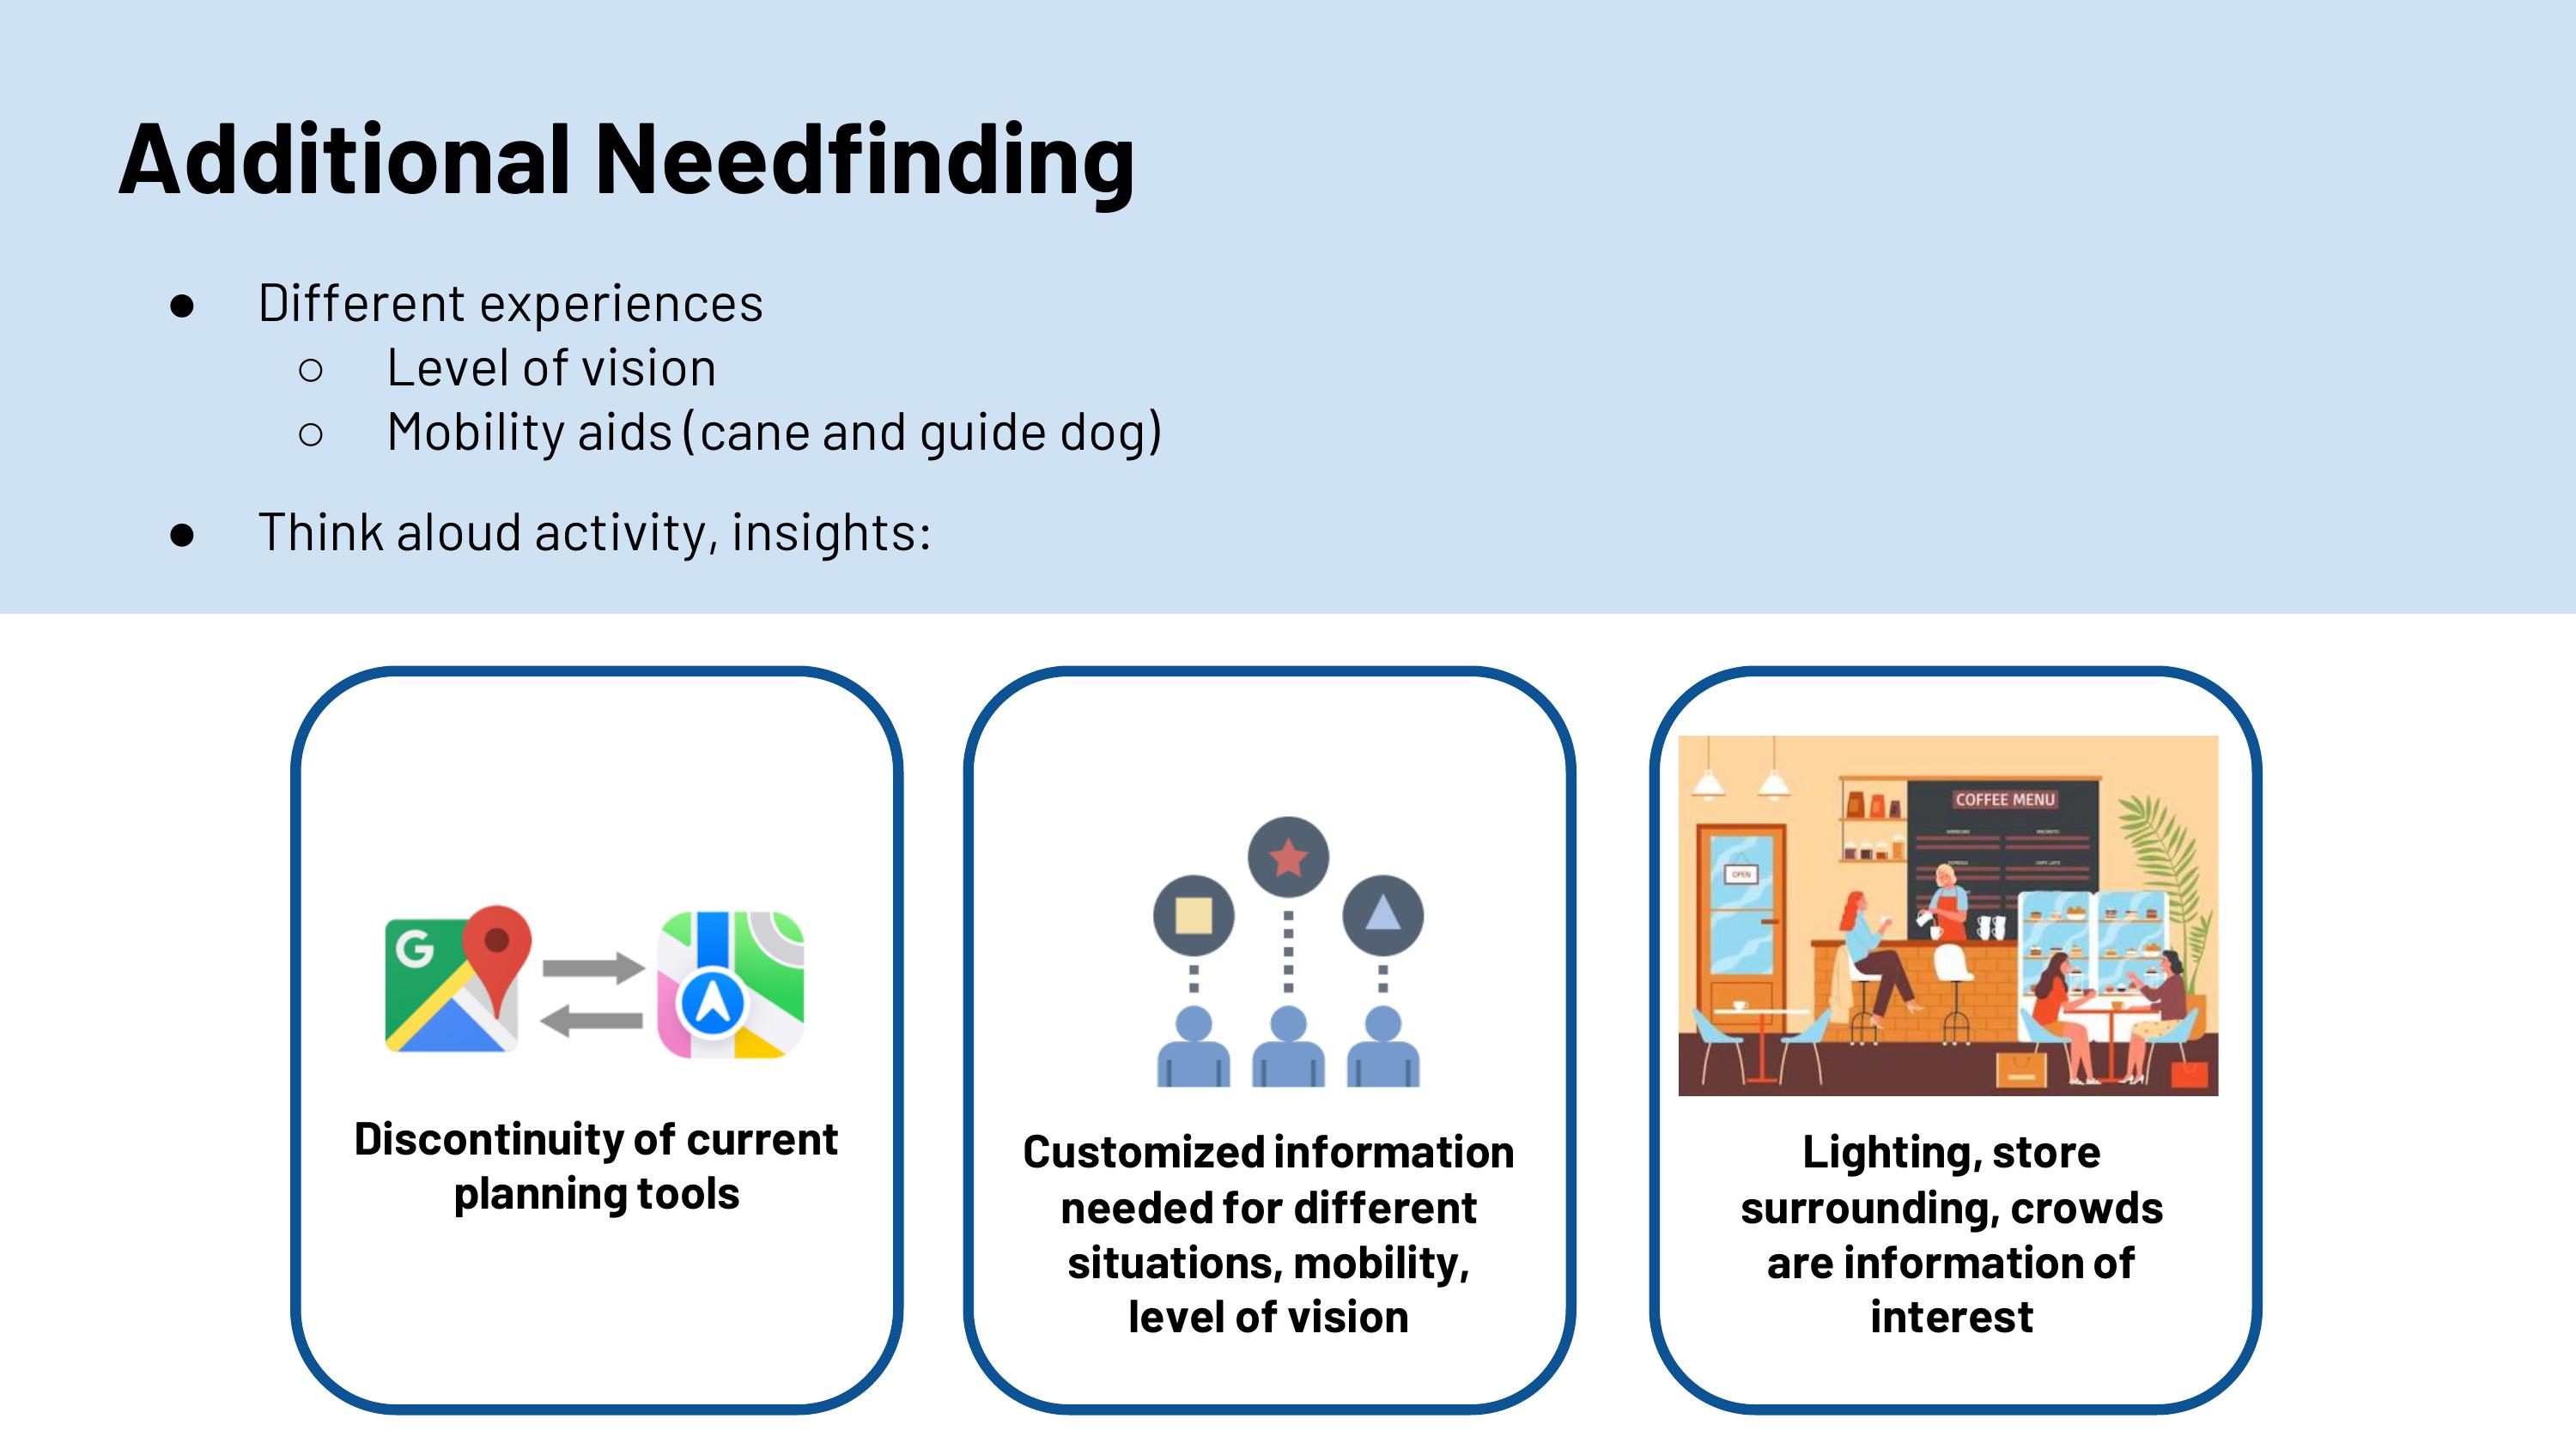 Additional Needfinding
● Different experiences
○ Level of vision
○ Mobility aids (cane and guide dog)
● Think aloud activity, insights:
G
Discontinuity of current
planning tools
Customized information
needed for different
situations, mobility,
level of vision
COFFEE MENU
OPEN
Lighting, store
surrounding, crowds
are information of
interest